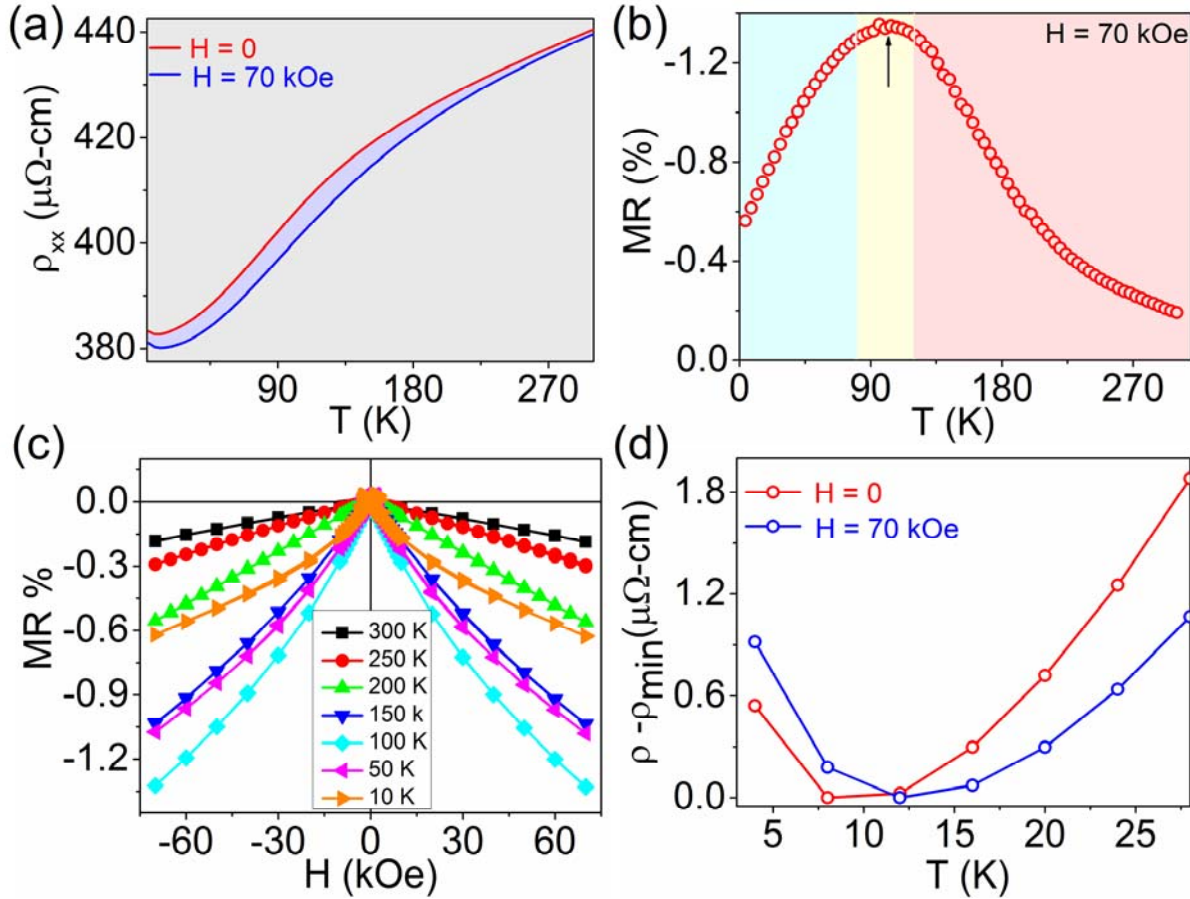 (a)
H = 0
H = 70 kOe
440
420
400
380
ρxx (μΩ-cm)
90
180
270
T (K)
(b)
H = 70 kOe
-1.2
-0.8
-0.4
0.0
MR (%)
0
90
180
270
T (K)
(c)
0.0
-0.3
-0.6
-0.9
-1.2
MR %
300 K
250 K
200 K
150 k
100 K
50 K
10 K
-60
-30
0
30
60
H (kOe)
(d)
H = 0
H = 70 kOe
1.8
1.2
0.6
0.0
ρ -ρmin(μΩ-cm)
5
10
15
20
25
T (K)